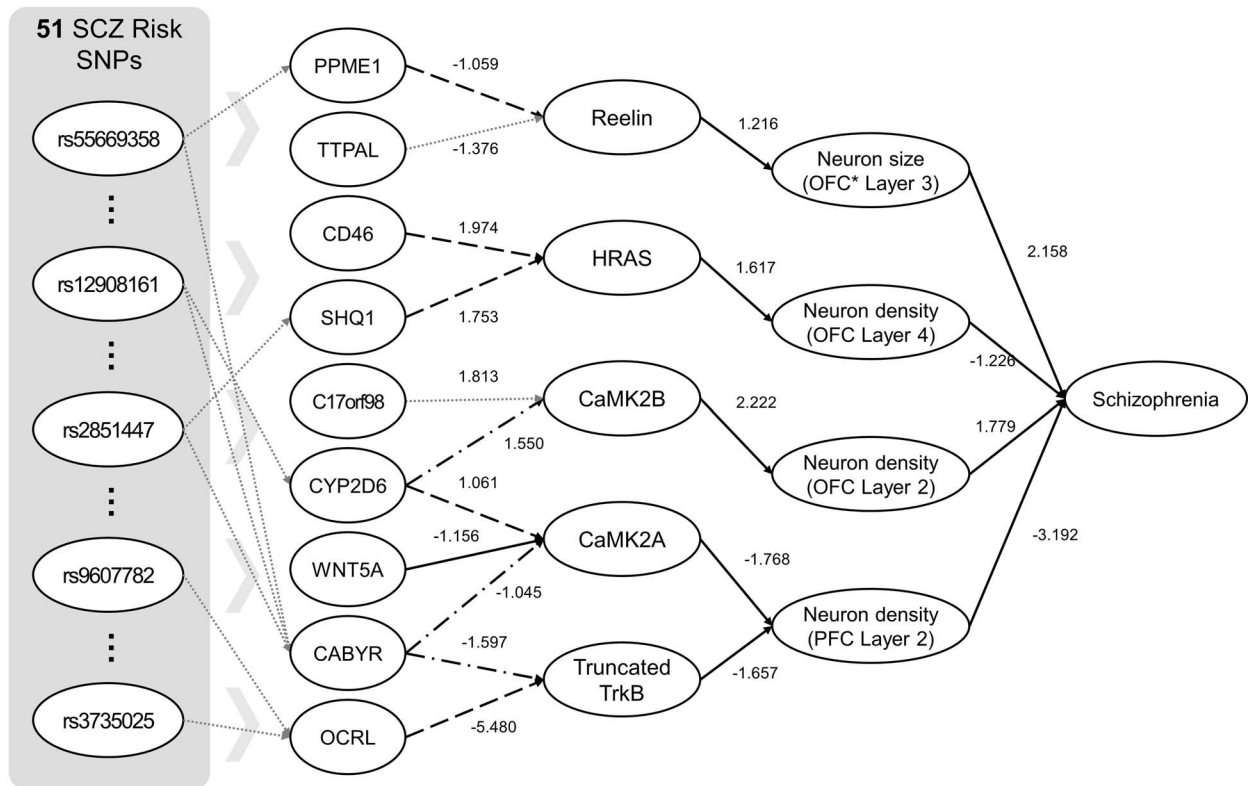 51 SCZ Risk
SNPs
rs55669358
rs12908161
rs2851447
rs9607782
rs3735025
PPME1
TTPAL
CD46
SHQ1
C17orf98
CYP2D6
WNT5A
CABYR
OCRL
-1.059
-1.376
1.974
1.753
1.813
1.550
1.061
-1.156
-1.045
-1.597
-5.480
Reelin
HRAS
CaMK2B
CaMK2A
Truncated
TrkB
1.216
1.617
2.222
-1.768
-1.657
Neuron size
(OFC* Layer 3)
Neuron density
(OFC Layer 4)
Neuron density
(OFC Layer 2)
Neuron density
(PFC Layer 2)
2.158
-1.226
1.779
-3.192
Schizophrenia